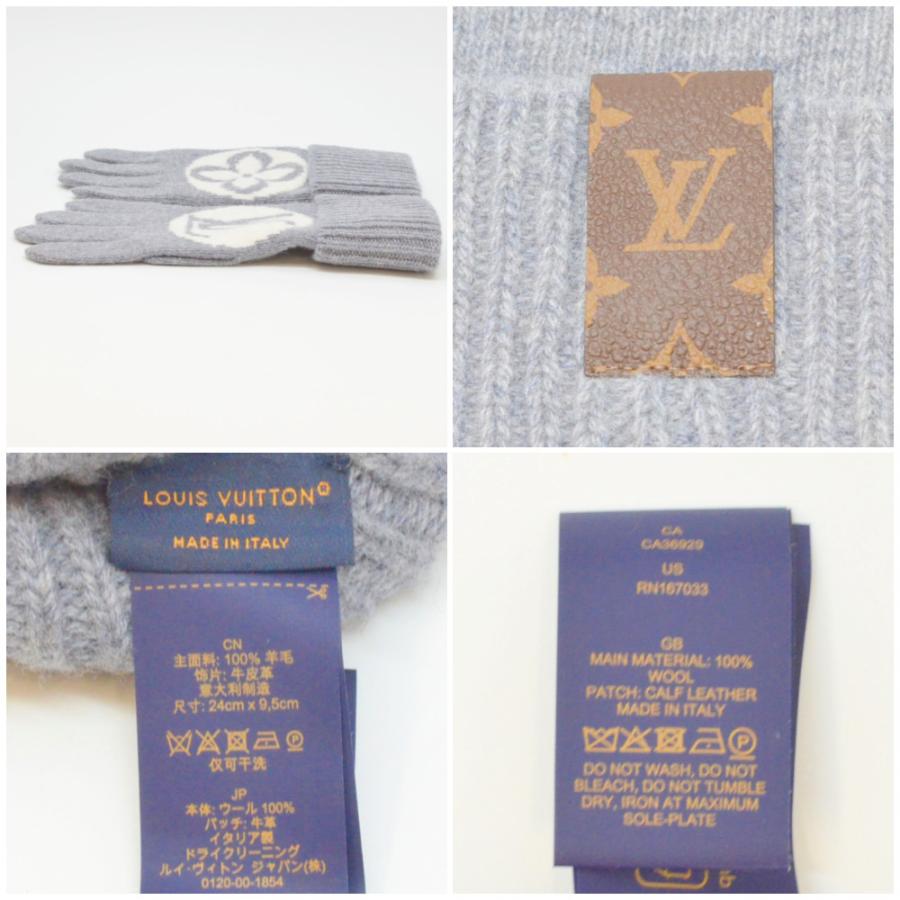 LV
LOUIS VUITTON®
PARIS
MADE IN ITALY
CN
主面料: 100% 羊毛
饰片: 牛皮革
意大利制造
尺寸: 24cm x 9,5cm
P
仅可干洗
JP
本体: ウール 100%
パッチ: 牛革
イタリア製
ドライクリーニング
ルイ・ヴィトン ジャパン(株)
0120-00-1854
CA
CA36929
US
RN167033
GB
MAIN MATERIAL: 100%
WOOL
PATCH: CALF LEATHER
MADE IN ITALY
P
DO NOT WASH, DO NOT
BLEACH, DO NOT TUMBLE
DRY, IRON AT MAXIMUM
SOLE-PLATE